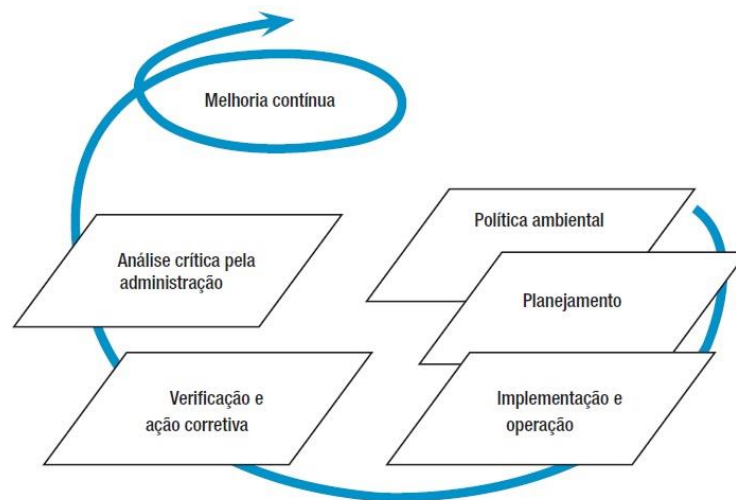 Melhoria contínua
Política ambiental
Análise crítica pela
administração
Planejamento
Verificação e
ação corretiva
Implementação e
operação